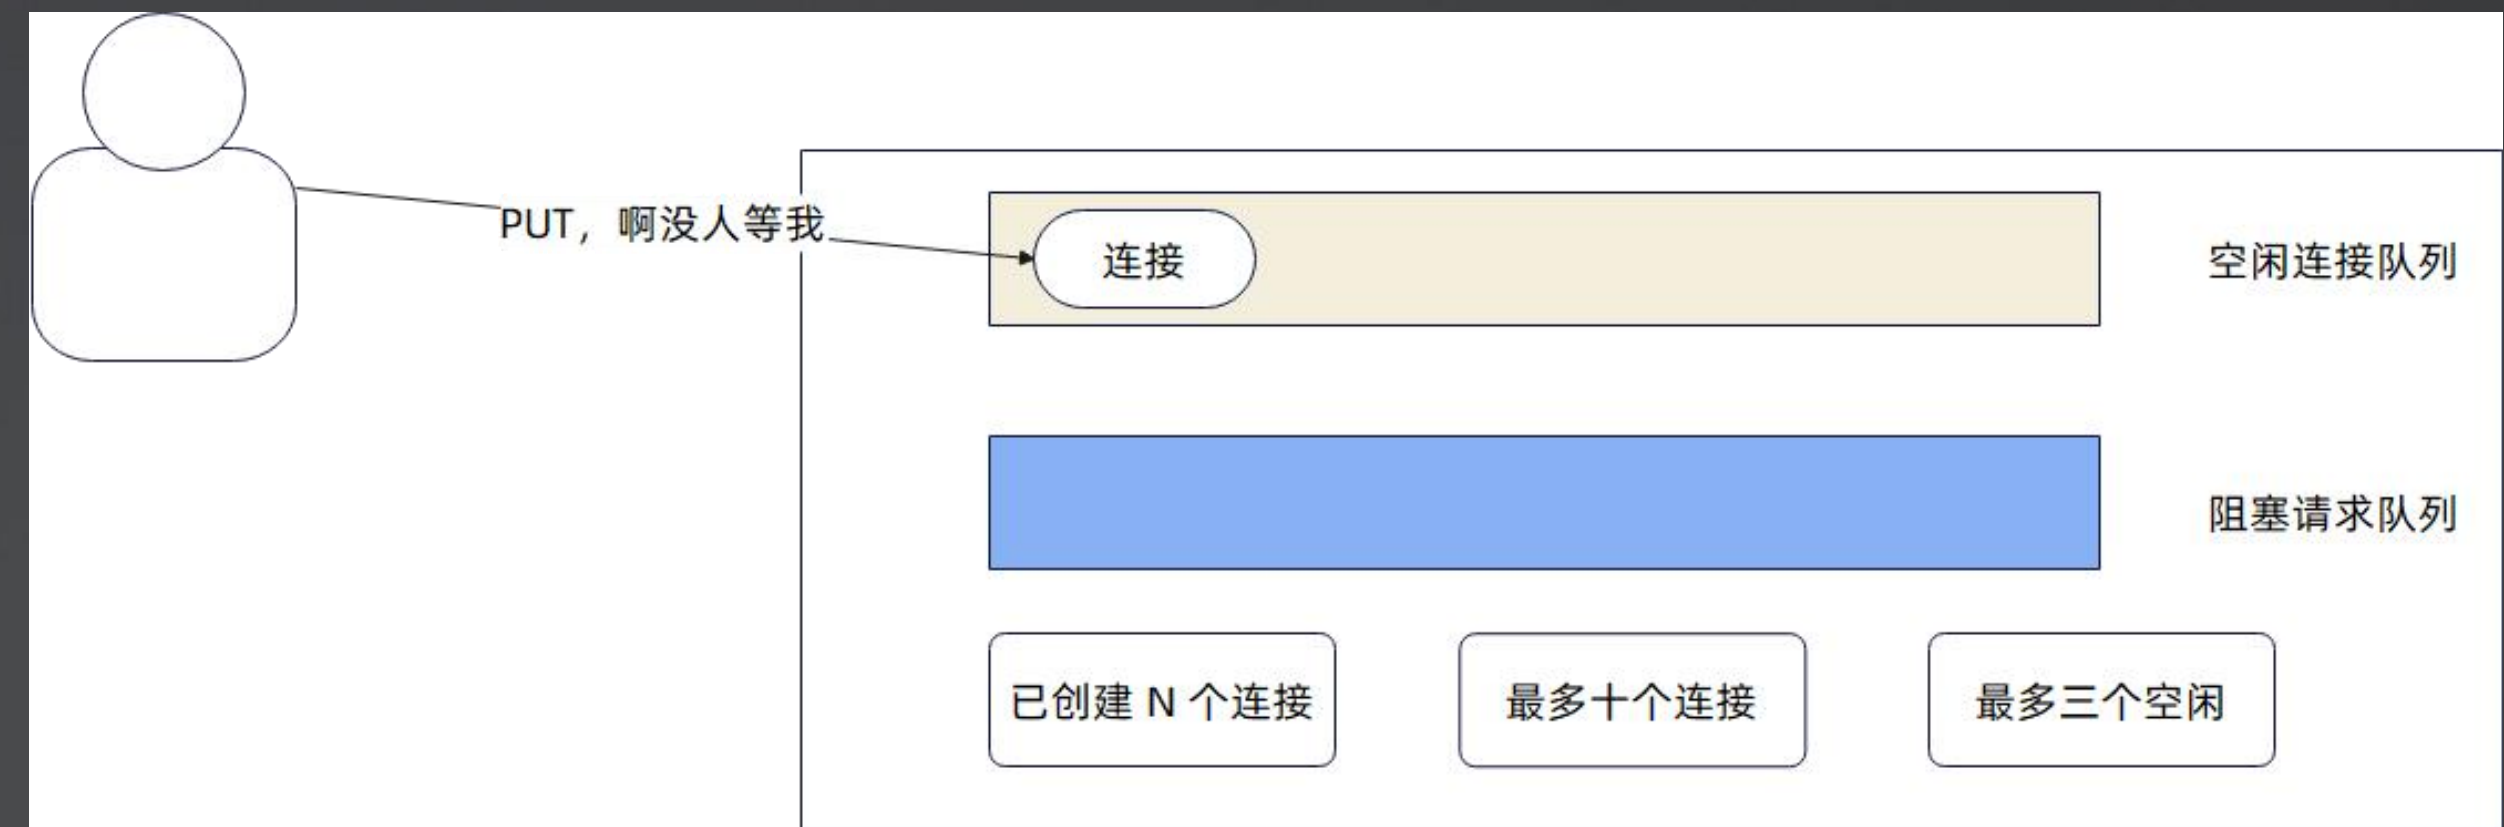 PUT，啊没人等我
连接
空闲连接队列
阻塞请求队列
已创建 N 个连接
最多十个连接
最多三个空闲